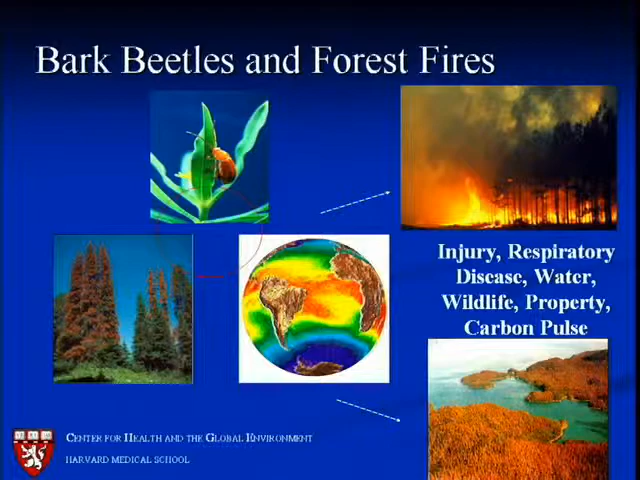 Bark Beetles and Forest Fires
Injury, Respiratory
Disease, Water,
Wildlife, Property,
Carbon Pulse
CENTER FOR HEALTH AND THE GLOBAL ENVIRONMENT
HARVARD MEDICAL SCHOOL